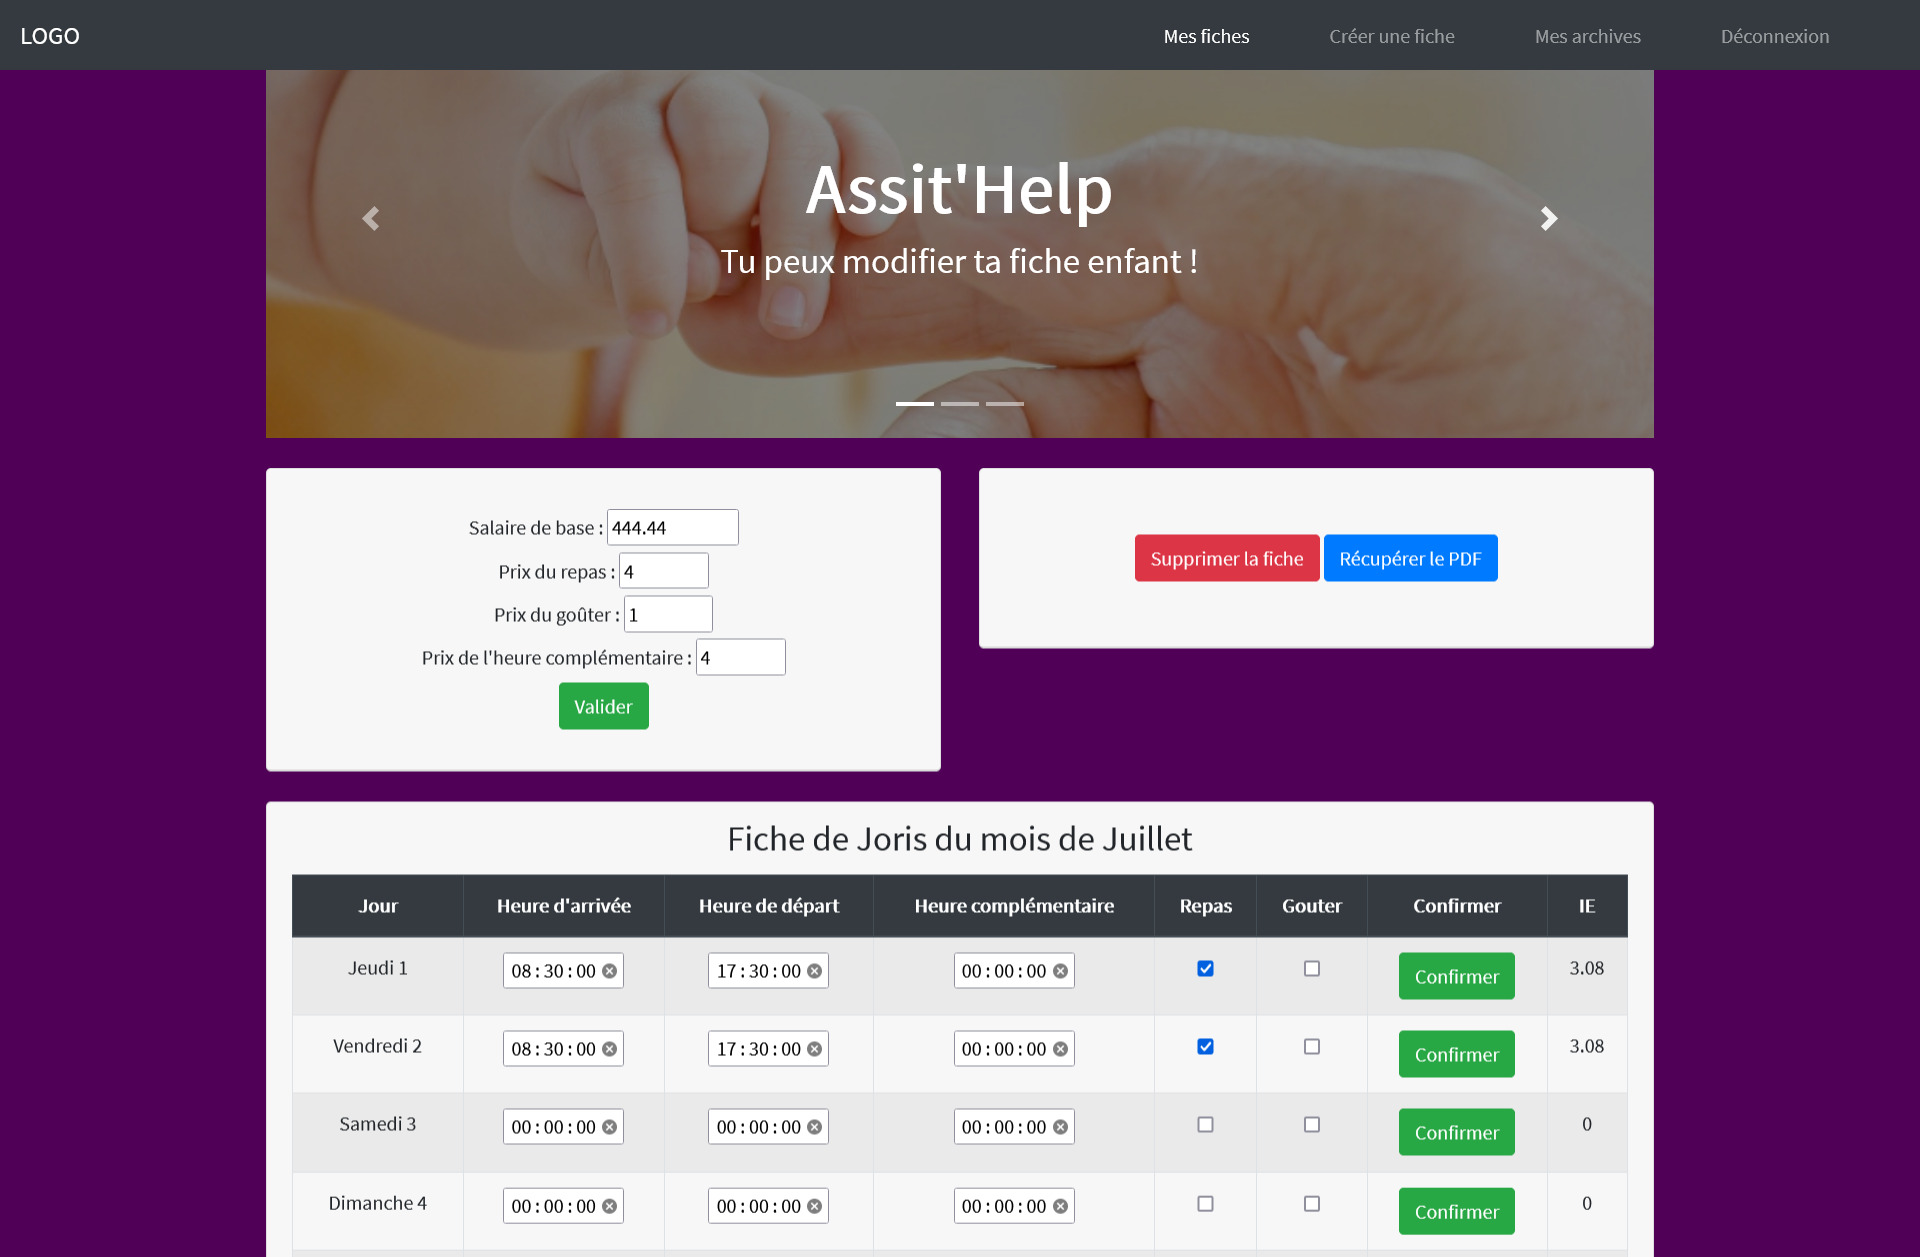 LOGO Mes fiches Créer une fiche Mes archives Déconnexion
Assit'Help
Tu peux modifier ta fiche enfant !
Salaire de base : 444.44
Prix du repas : 4
Prix du goûter : 1
Prix de l'heure complémentaire : 4
Valider
Supprimer la fiche Récupérer le PDF
Fiche de Joris du mois de Juillet
Jour Heure d'arrivée Heure de départ Heure complémentaire Repas Gouter Confirmer IE
Jeudi 1 08:30:00 17:30:00 00:00:00 Confirmer 3.08
Vendredi 2 08:30:00 17:30:00 00:00:00 Confirmer 3.08
Samedi 3 00:00:00 00:00:00 00:00:00 Confirmer 0
Dimanche 4 00:00:00 00:00:00 00:00:00 Confirmer 0